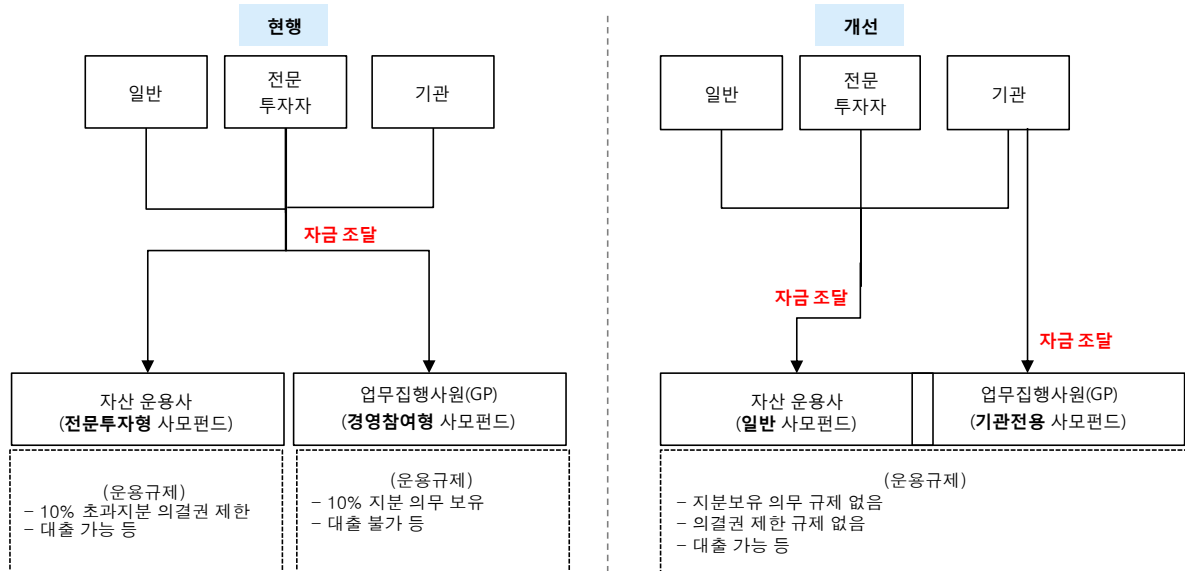 현행
일반
전문
투자자
기관
자금 조달
자산 운용사
(전문투자형 사모펀드)
업무집행사원(GP)
(경영참여형 사모펀드)
(운용규제)
– 10% 초과지분 의결권 제한
– 대출 가능 등
(운용규제)
– 10% 지분 의무 보유
– 대출 불가 등
개선
일반
전문
투자자
기관
자금 조달
자금 조달
자산 운용사
(일반 사모펀드)
업무집행사원(GP)
(기관전용 사모펀드)
(운용규제)
– 지분보유 의무 규제 없음
– 의결권 제한 규제 없음
– 대출 가능 등